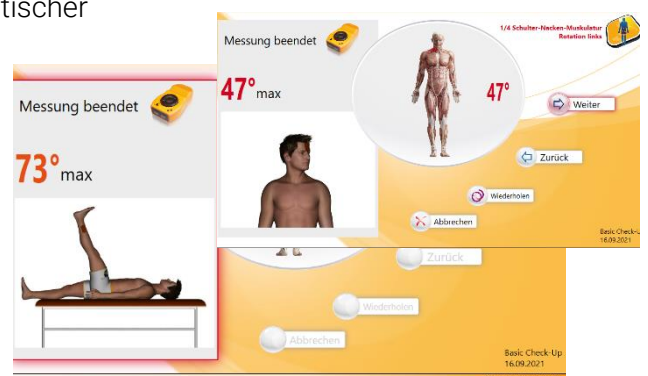 tischer
Messung beendet
47° max
1/4 Schulter-Nacken-Muskulatur
Rotation links
47°
Weiter
Zurück
Wiederholen
Abbrechen
Basic Check-Up
16.09.2021
Messung beendet
73° max
Zurück
Wiederholen
Abbrechen
Basic Check-Up
16.09.2021